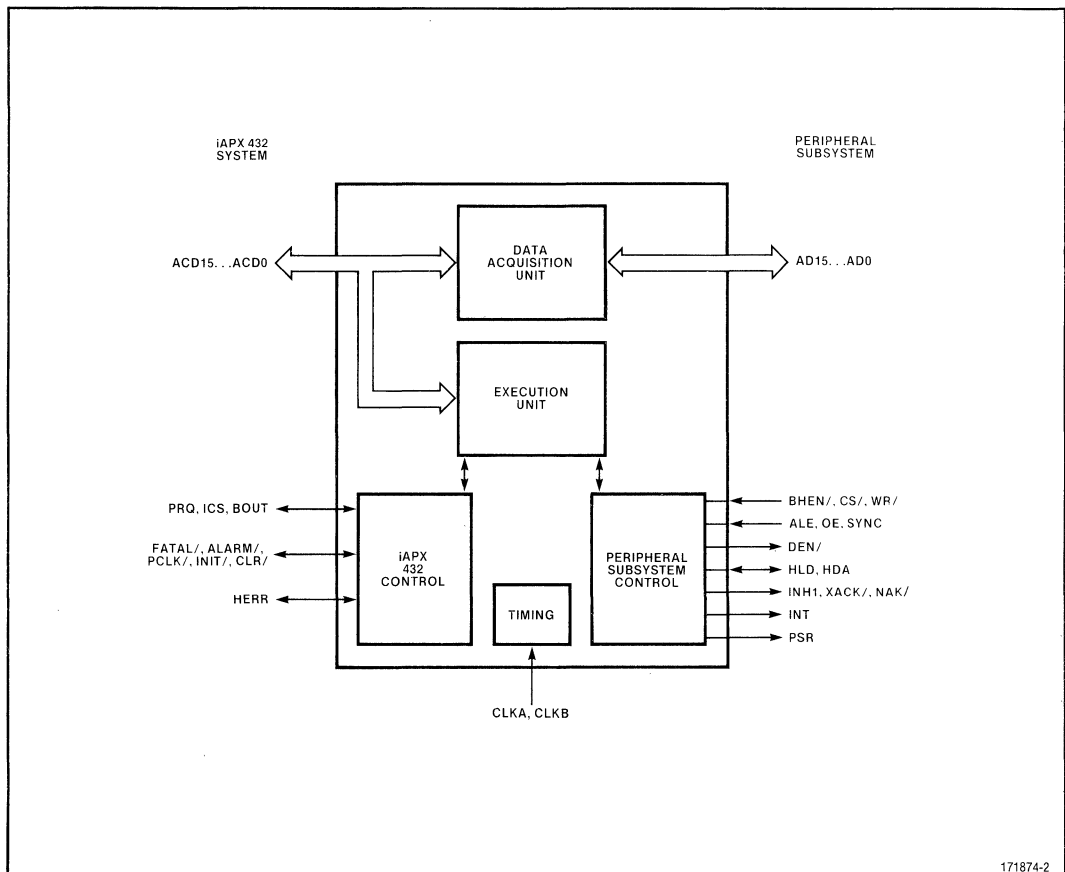 iAPX 432
SYSTEM
PERIPHERAL
SUBSYSTEM
DATA
ACQUISITION
UNIT
ACD15. . .ACD0
AD15. . .AD0
EXECUTION
UNIT
PRQ, ICS, BOUT
FATAL/, ALARM/,
PCLK/, INIT/, CLR/
HERR
iAPX
432
CONTROL
TIMING
PERIPHERAL
SUBSYSTEM
CONTROL
BHEN/, CS/, WR/
ALE, OE, SYNC
DEN/
HLD, HDA
INH1, XACK/, NAK/
INT
PSR
CLKA, CLKB
171874-2